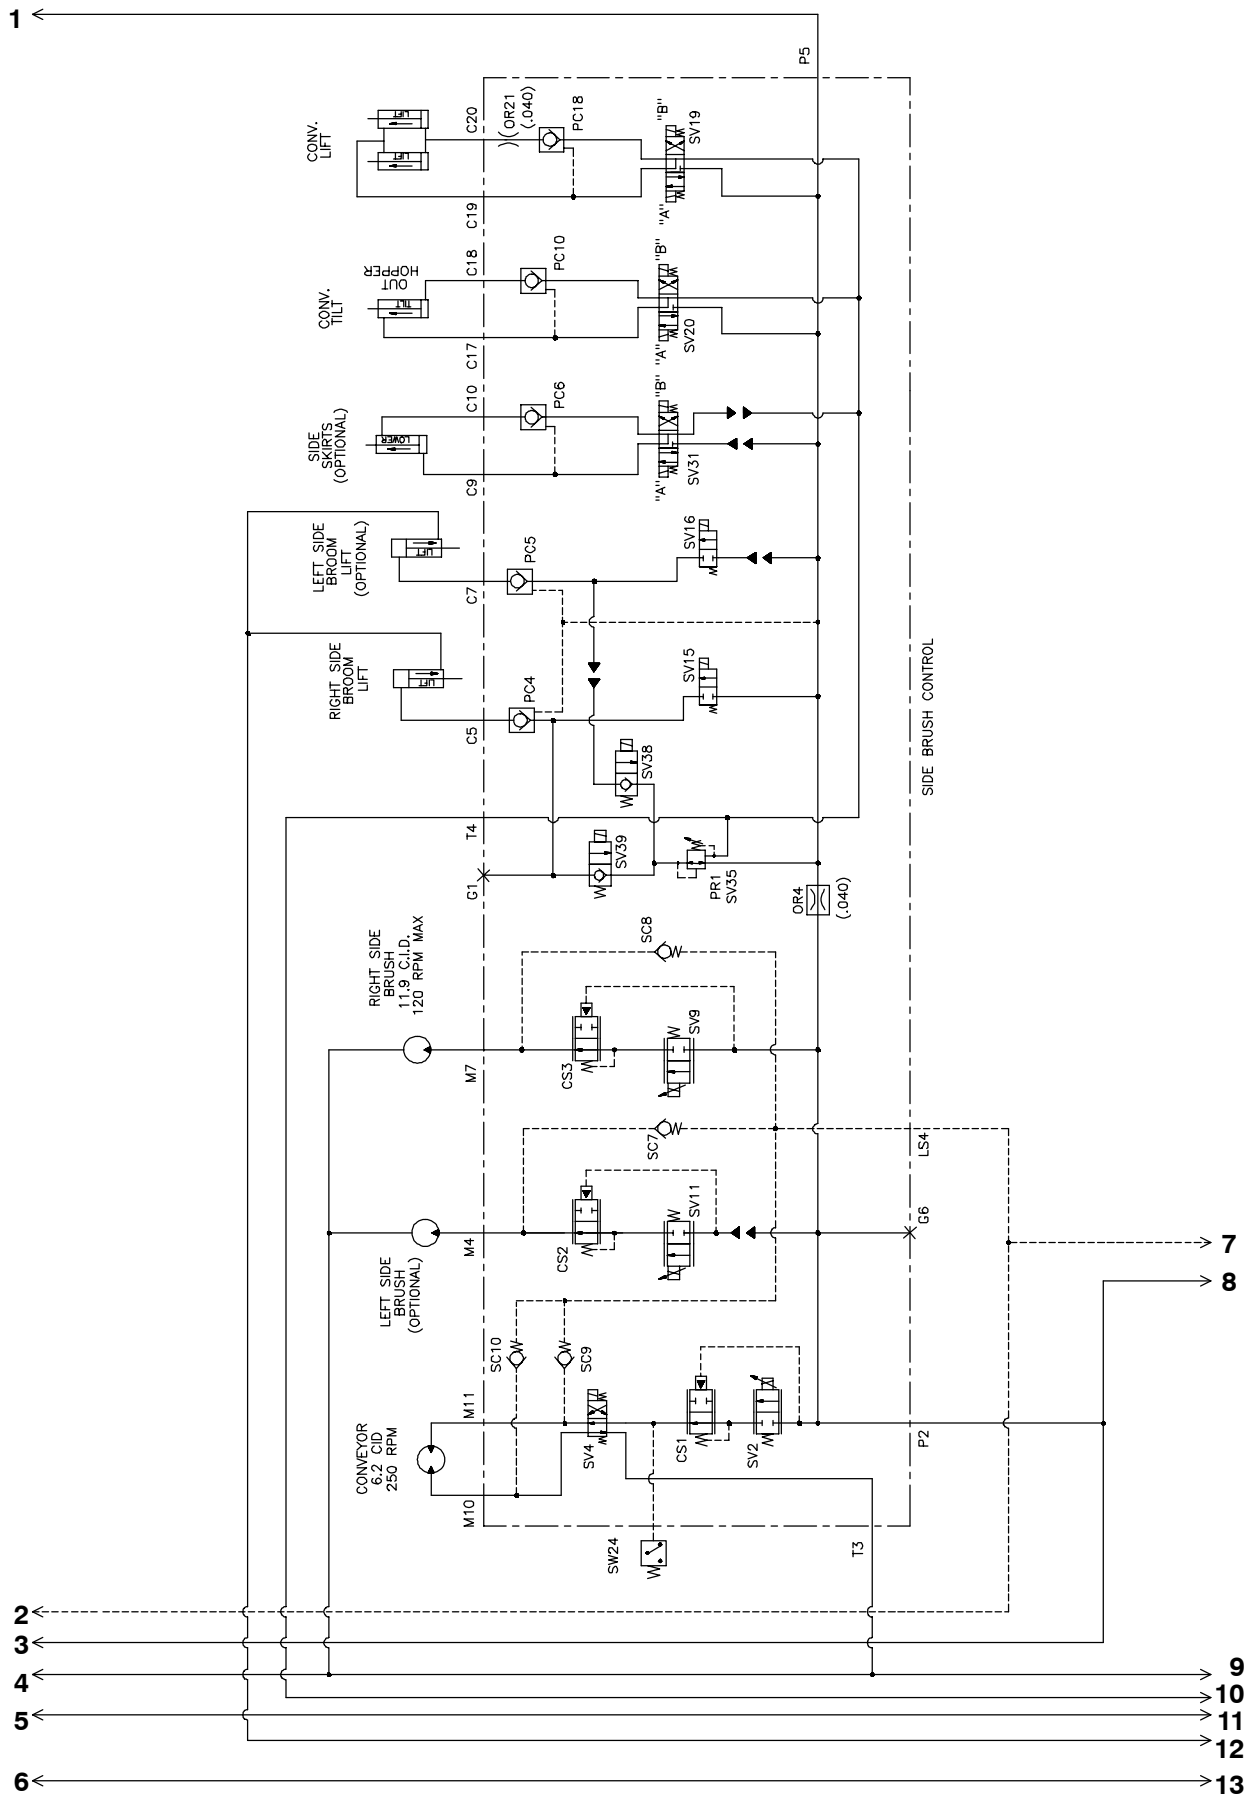 1
P5
CONV.
LIFT
LIFT
LIFT
C20
OR21
(.040)
PC18
"B"
SV19
"A"
C19
CONV.
TILT
OUT
HOPPER
TILT
C18
PC10
"B"
SV20
"A"
C17
SIDE
SKIRTS
(OPTIONAL)
LOWER
C10
PC6
"B"
SV31
"A"
C9
LEFT SIDE
BROOM
LIFT
(OPTIONAL)
LIFT
C7
PC5
SV16
RIGHT SIDE
BROOM
LIFT
LIFT
C5
PC4
SV15
SV38
SIDE BRUSH CONTROL
T4
SV39
G1
PR1
SV35
OR4
(.040)
RIGHT SIDE
BRUSH
11.9 C.I.D.
120 RPM MAX
SC8
CS3
SV9
M7
SC7
LS4
LEFT SIDE
BRUSH
(OPTIONAL)
M4
CS2
SV11
G6
7
8
SC10
SC9
CONVEYOR
6.2 CID
250 RPM
M11
SV4
CS1
SV2
P2
M10
SW24
T3
2
3
4
9
10
5
11
12
6
13